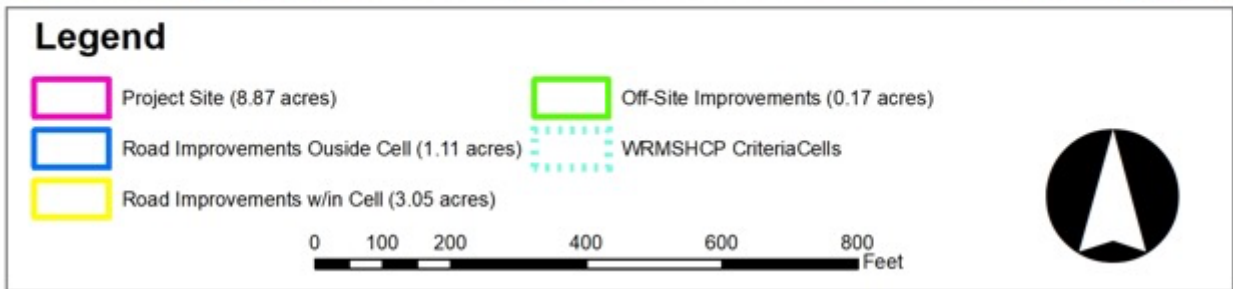 Legend
Project Site (8.87 acres)
Road Improvements Ouside Cell (1.11 acres)
Road Improvements w/in Cell (3.05 acres)
Off-Site Improvements (0.17 acres)
WRMSHCP CriteriaCells
0 100 200 400 600 800
Feet